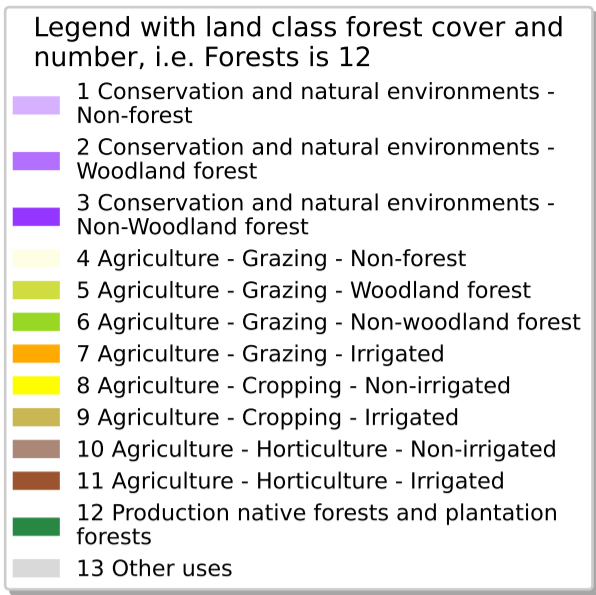 Legend with land class forest cover and
number, i.e. Forests is 12
1 Conservation and natural environments -
Non-forest
2 Conservation and natural environments -
Woodland forest
3 Conservation and natural environments -
Non-Woodland forest
4 Agriculture - Grazing - Non-forest
5 Agriculture - Grazing - Woodland forest
6 Agriculture - Grazing - Non-woodland forest
7 Agriculture - Grazing - Irrigated
8 Agriculture - Cropping - Non-irrigated
9 Agriculture - Cropping - Irrigated
10 Agriculture - Horticulture - Non-irrigated
11 Agriculture - Horticulture - Irrigated
12 Production native forests and plantation
forests
13 Other uses